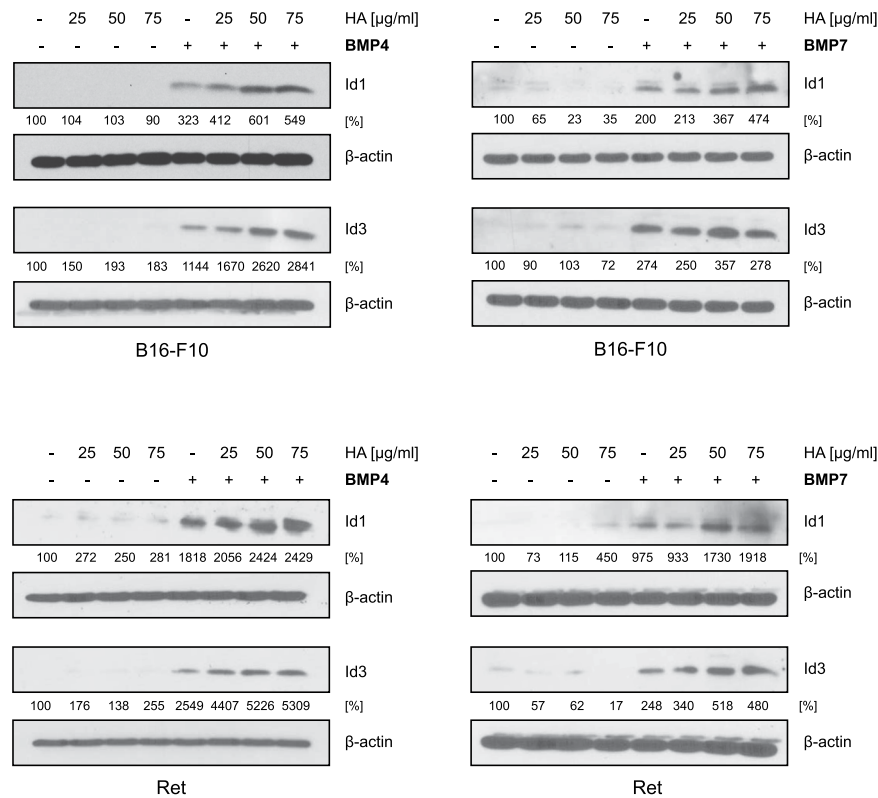 - 25 50 75 - 25 50 75 HA [µg/ml]
- - - - + + + + BMP4
Id1
100 104 103 90 323 412 601 549 [%]
β-actin
Id3
100 150 193 183 1144 1670 2620 2841 [%]
β-actin
B16-F10
- 25 50 75 - 25 50 75 HA [µg/ml]
- - - - + + + + BMP7
Id1
100 65 23 35 200 213 367 474 [%]
β-actin
Id3
100 90 103 72 274 250 357 278 [%]
β-actin
B16-F10
- 25 50 75 - 25 50 75 HA [µg/ml]
- - - - + + + + BMP4
Id1
100 272 250 281 1818 2056 2424 2429 [%]
β-actin
Id3
100 176 138 255 2549 4407 5226 5309 [%]
β-actin
Ret
- 25 50 75 - 25 50 75 HA [µg/ml]
- - - - + + + + BMP7
Id1
100 73 115 450 975 933 1730 1918 [%]
β-actin
Id3
100 57 62 17 248 340 518 480 [%]
β-actin
Ret